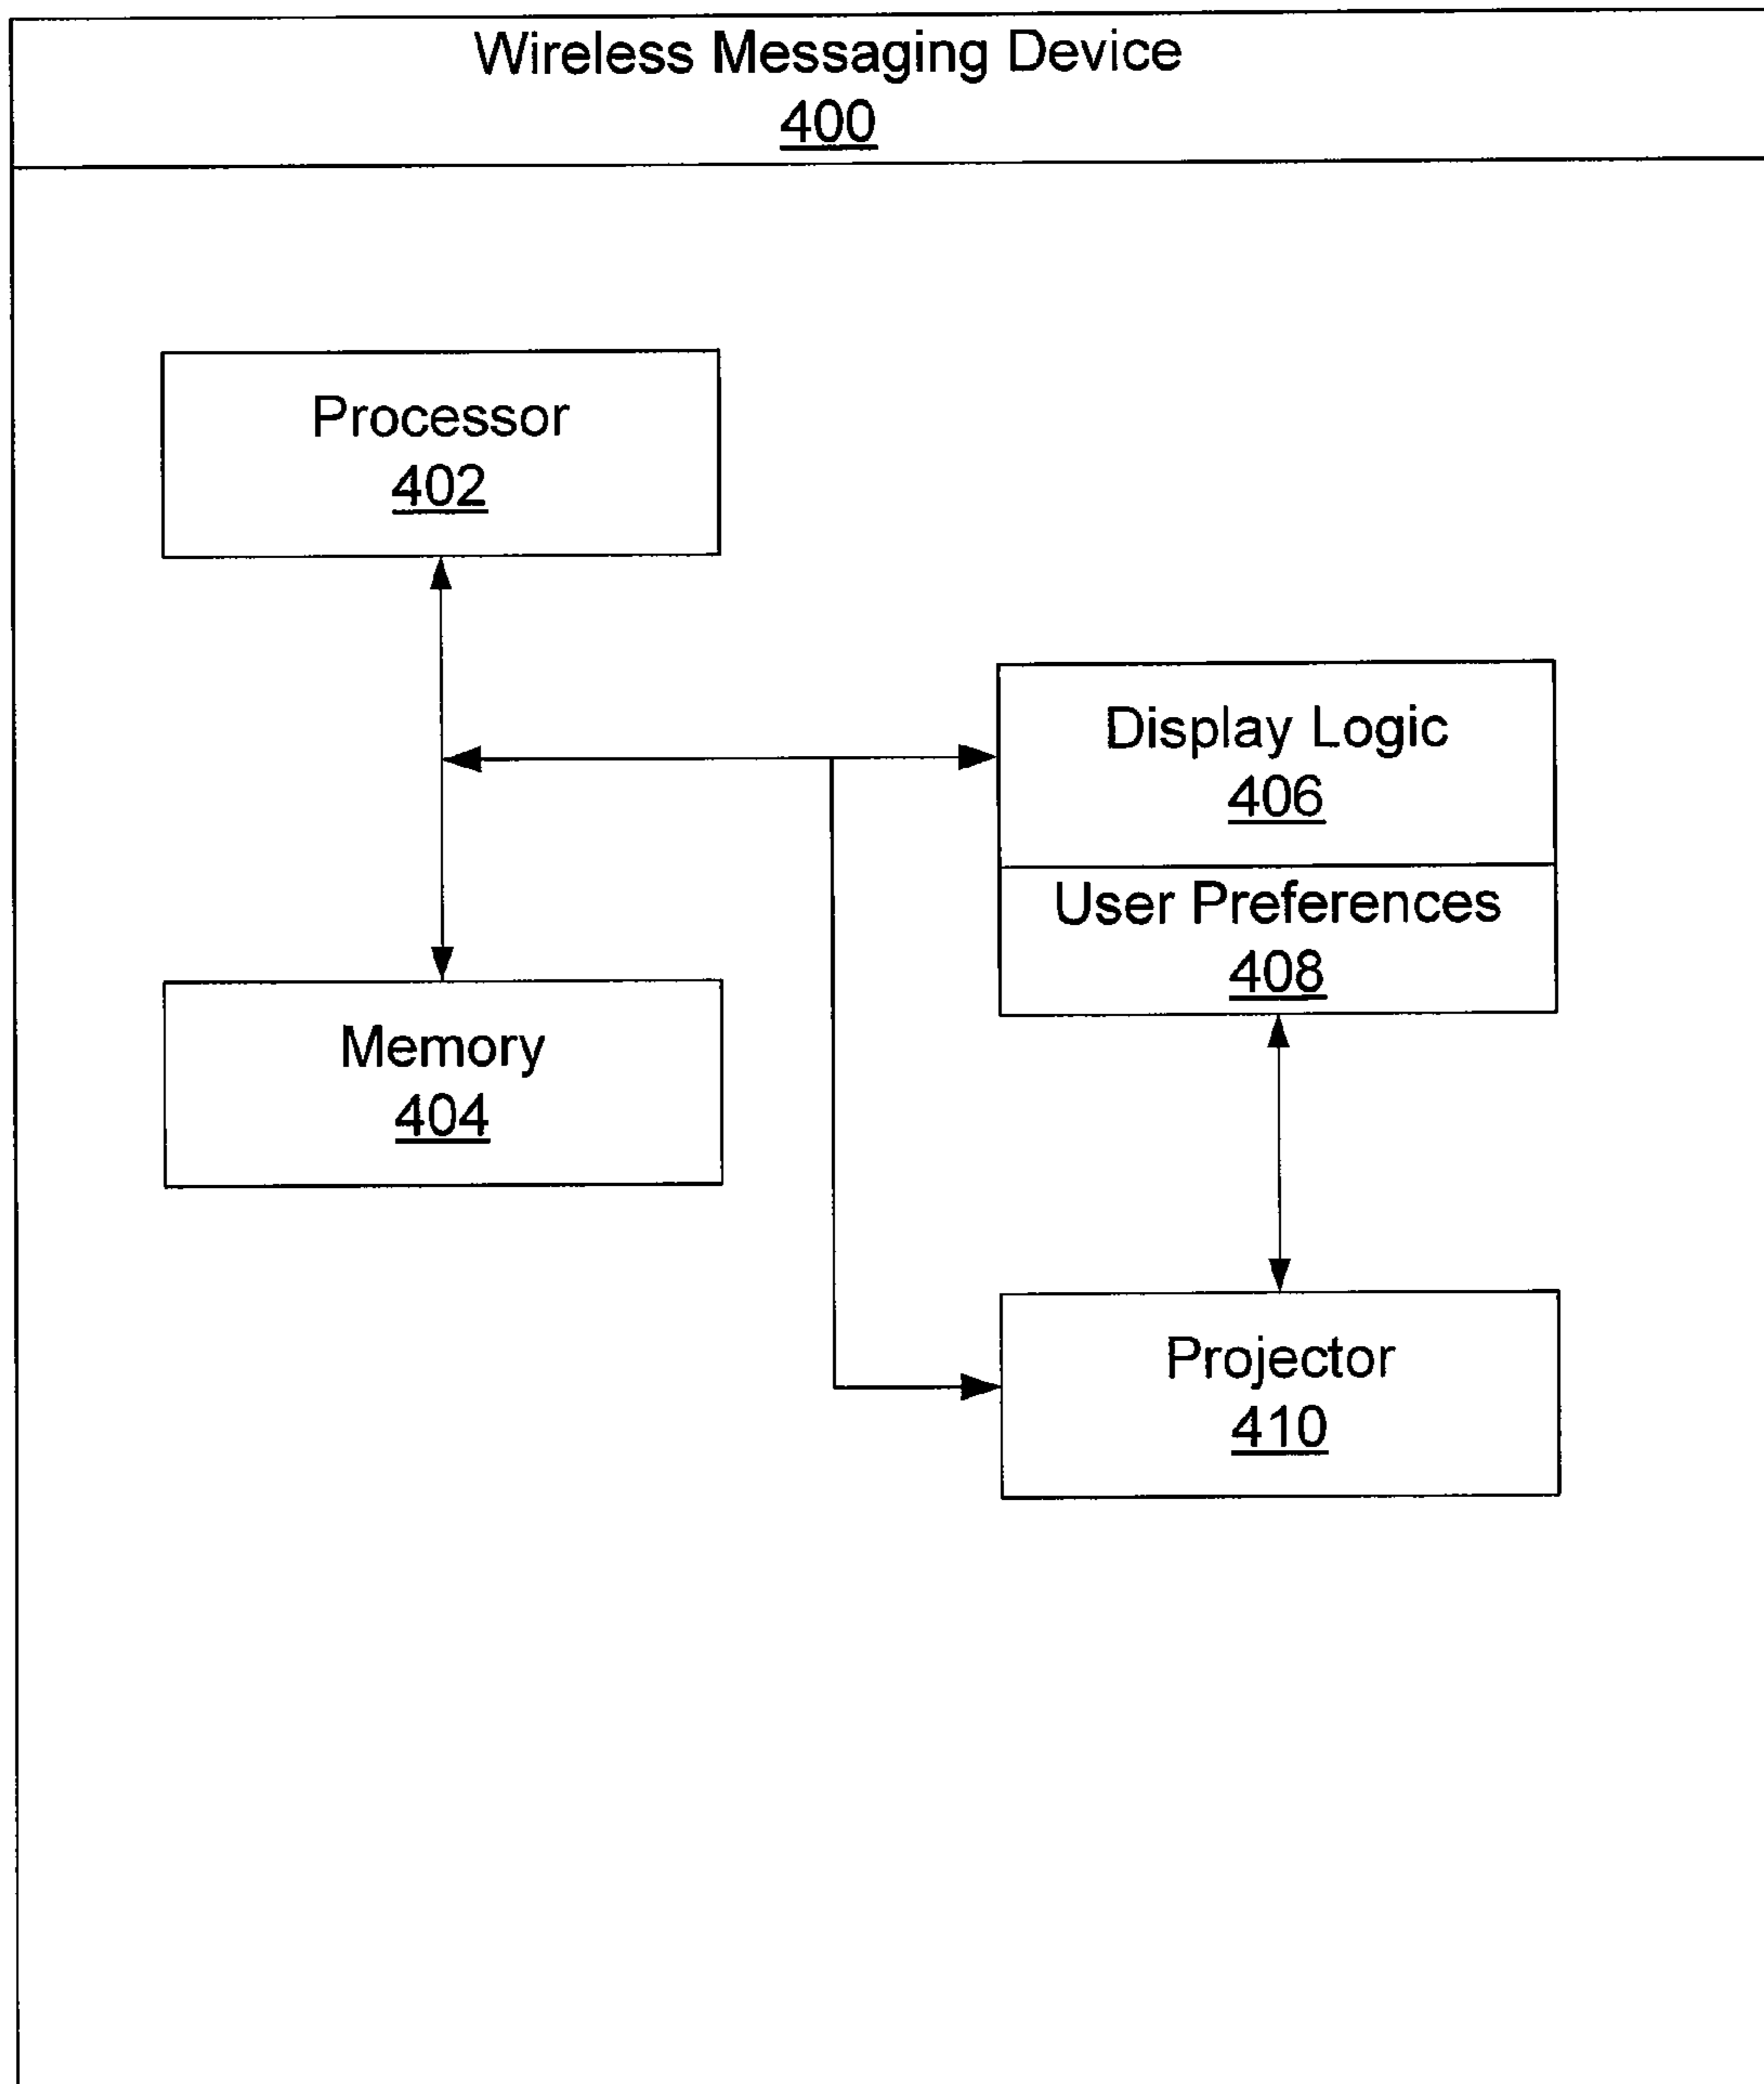 Wireless Messaging Device
400
Processor
402
Display Logic
406
User Preferences
408
Memory
404
Projector
410